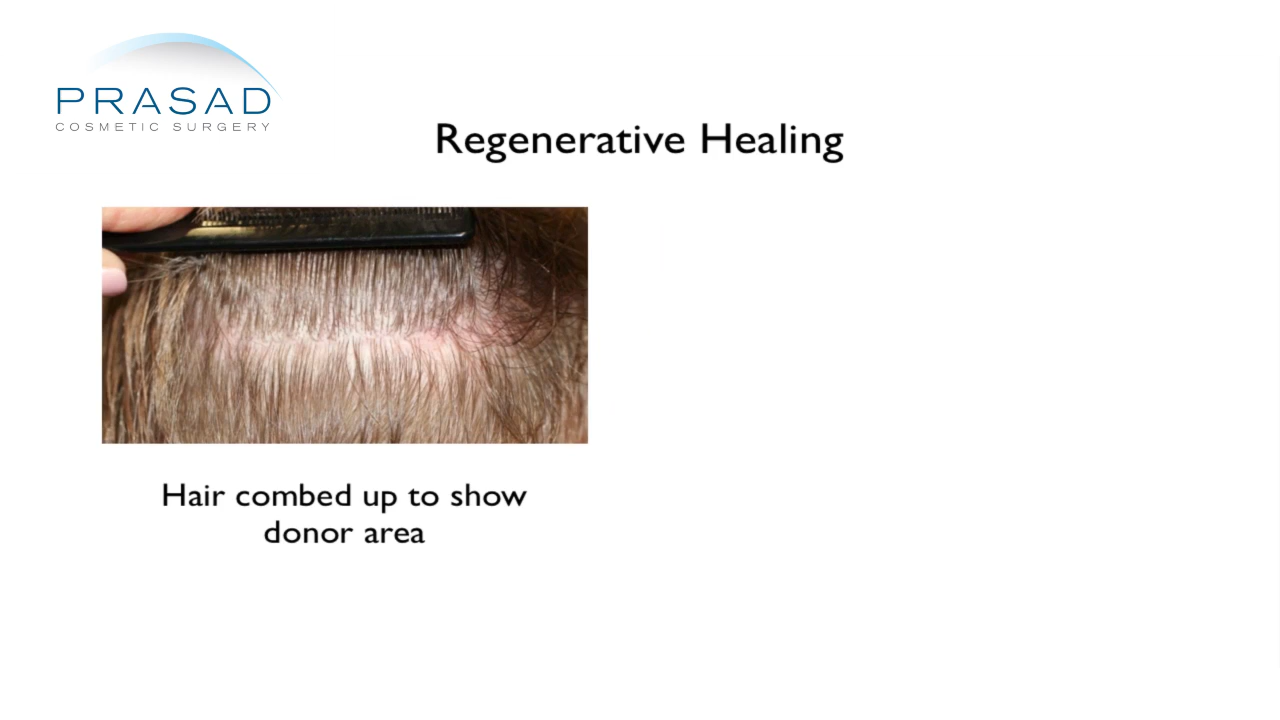 PRASAD
COSMETIC SURGERY
Regenerative Healing
Hair combed up to show
donor area